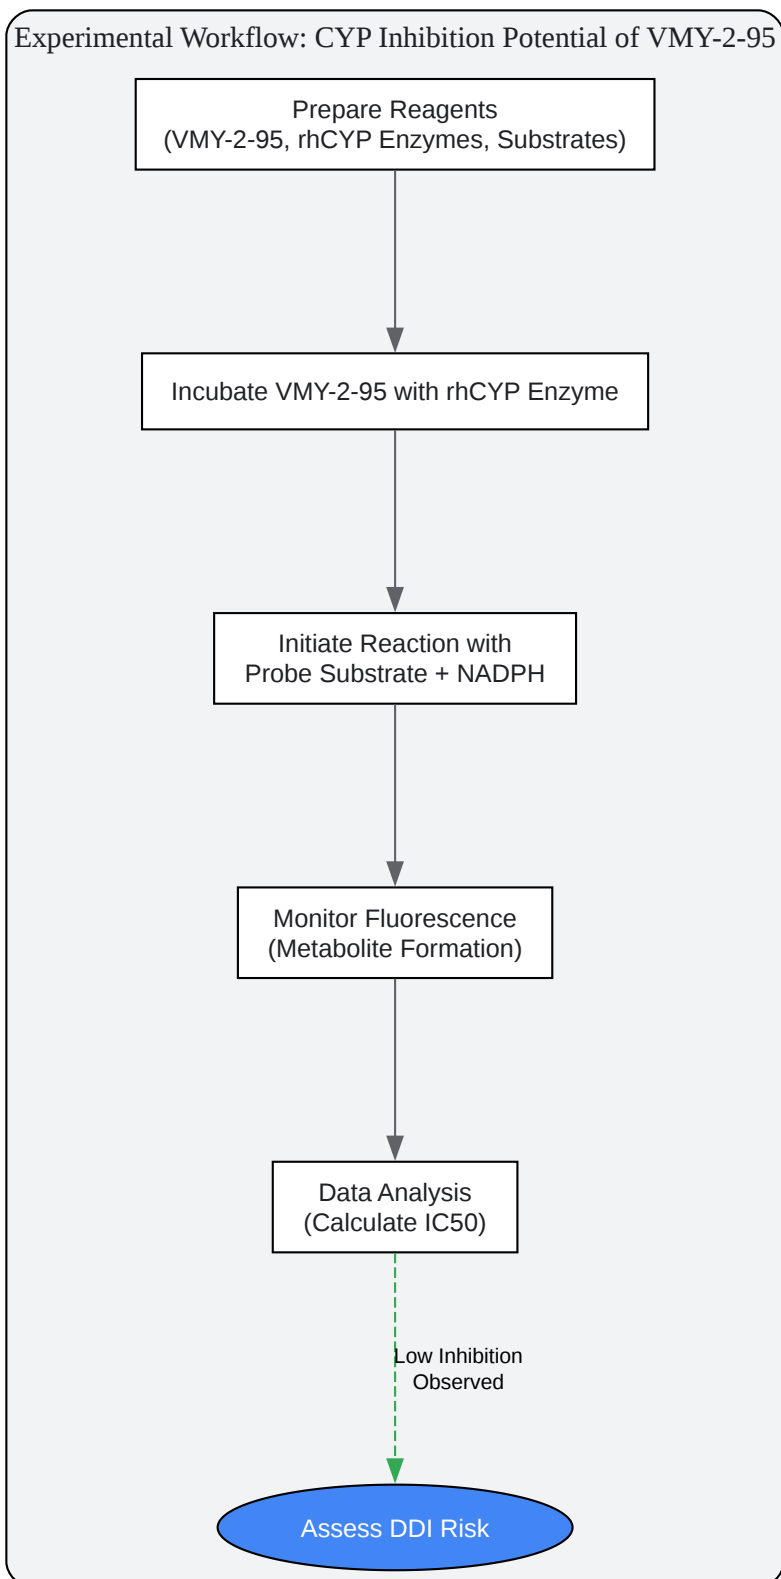 Experimental Workflow: CYP Inhibition Potential of VMY-2-95
Prepare Reagents
(VMY-2-95, rhCYP Enzymes, Substrates)
Incubate VMY-2-95 with rhCYP Enzyme
Initiate Reaction with
Probe Substrate + NADPH
Monitor Fluorescence
(Metabolite Formation)
Data Analysis
(Calculate IC50)
Low Inhibition
Observed
Assess DDI Risk